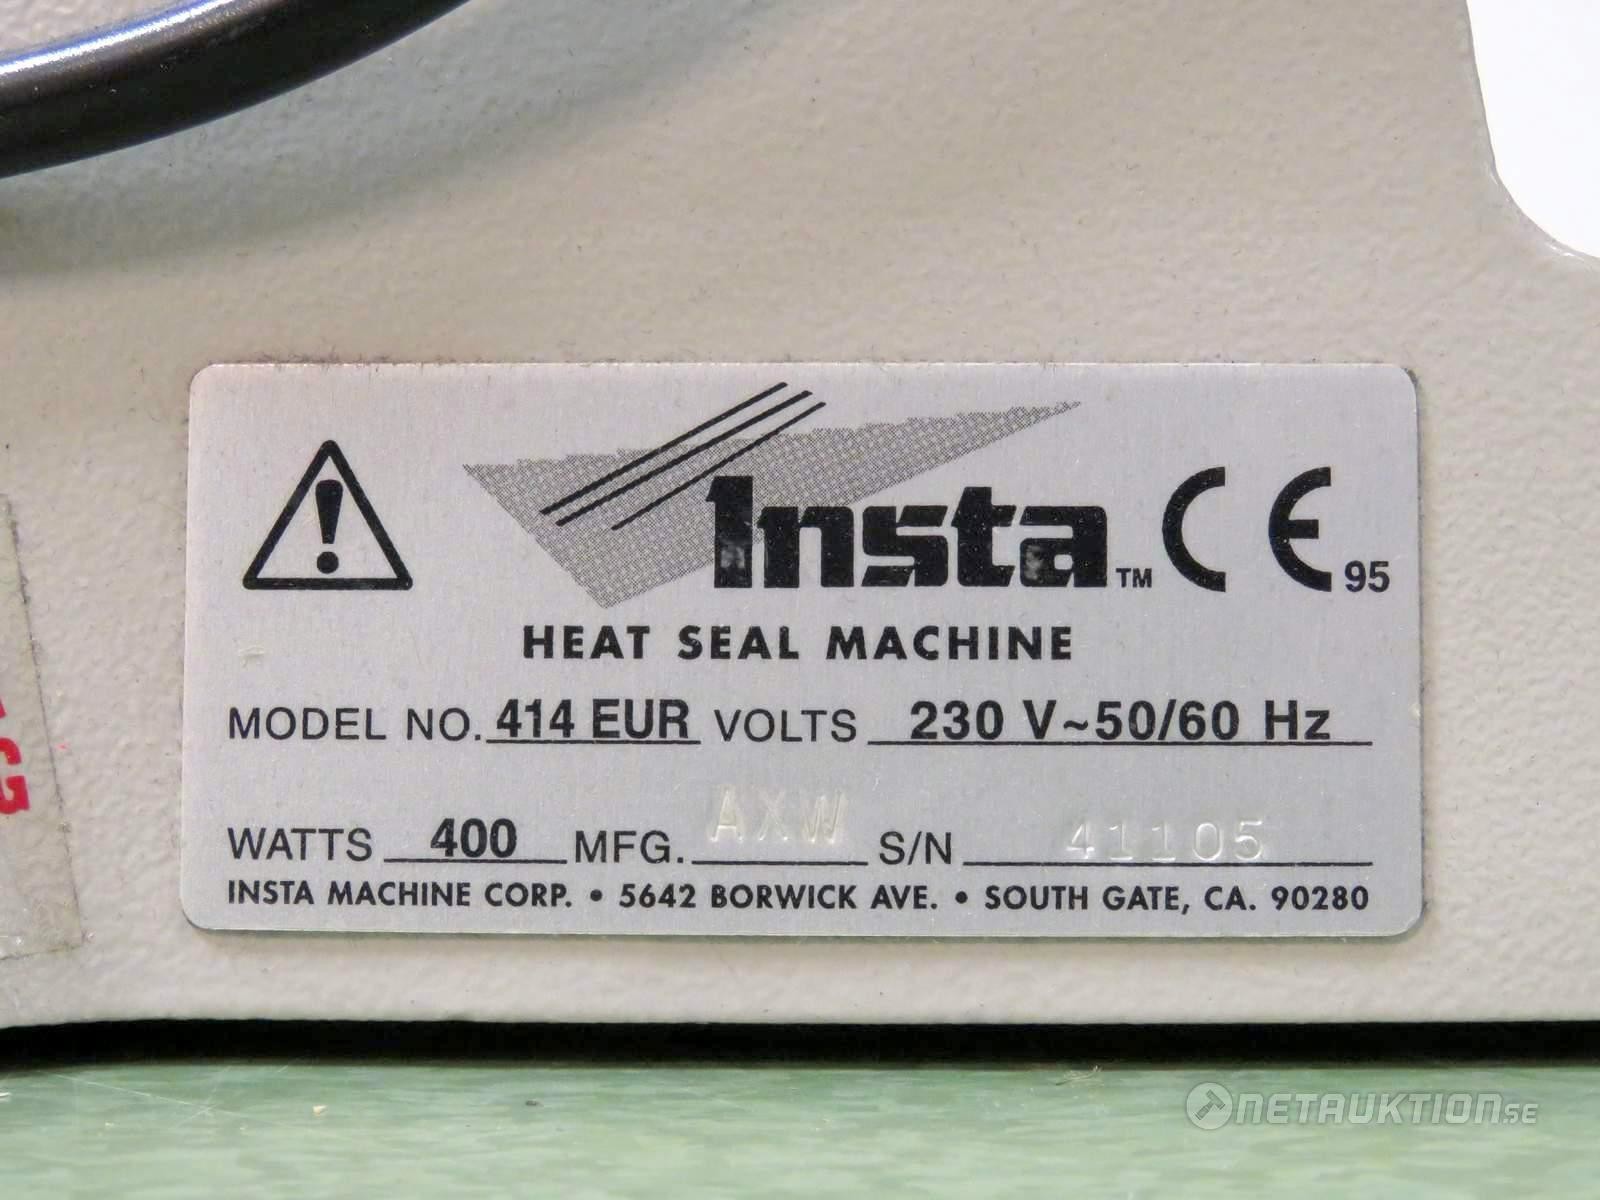 Insta™ CE 95
HEAT SEAL MACHINE
MODEL NO. 414 EUR VOLTS 230 V~50/60 Hz
WATTS 400 MFG. AXW S/N 41105
INSTA MACHINE CORP. • 5642 BORWICK AVE. • SOUTH GATE, CA. 90280
NETAUKTION.SE